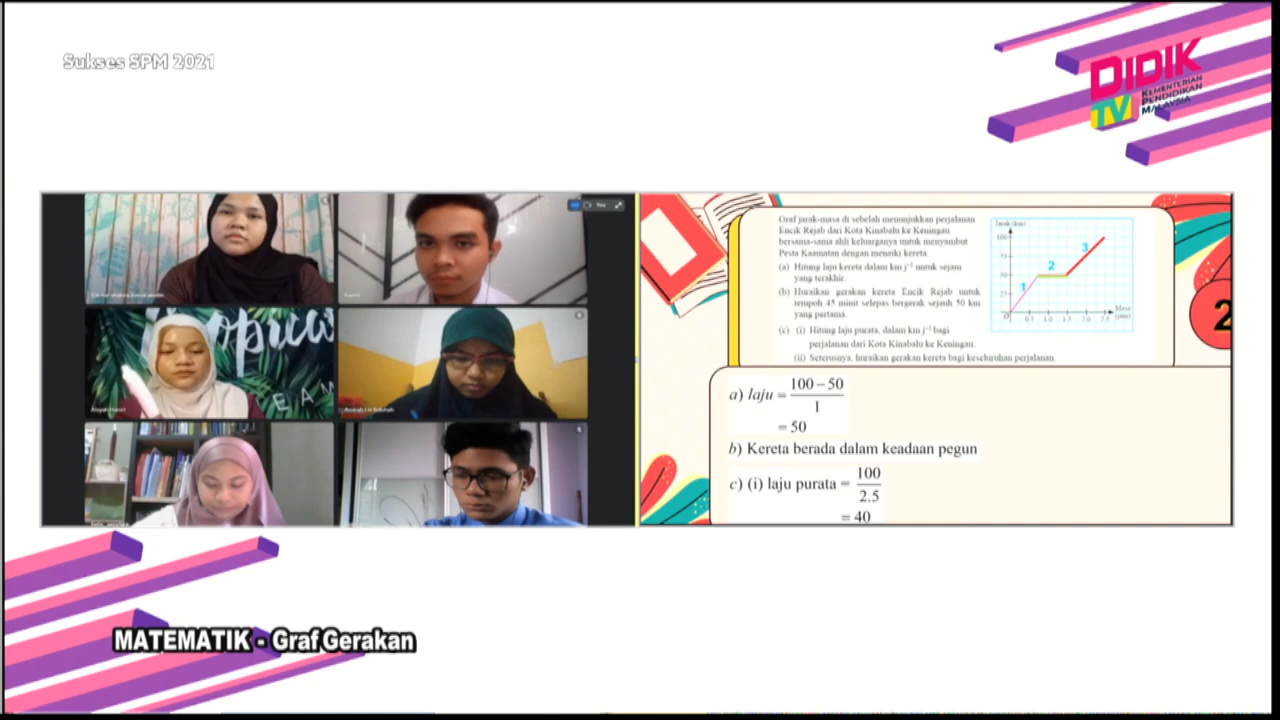 Sukses SPM 2021
DIDIK
TV
KEMENTERIAN
PENDIDIKAN
MALAYSIA
Graf jarak-masa di sebelah menunjukkan perjalanan
Encik Rejab dari Kota Kinabalu ke Keningau
bersama-sama ahli keluarganya untuk menyambut
Pesta Kaamatan dengan menaiki kereta.
(a) Hitung laju kereta dalam km j⁻¹ untuk sejam
yang terakhir.
(b) Huraikan gerakan kereta Encik Rejab untuk
tempoh 45 minit selepas bergerak sejauh 50 km
yang pertama.
(c) (i) Hitung laju purata, dalam km j⁻¹ bagi
perjalanan dari Kota Kinabalu ke Keningau.
(ii) Seterusnya, huraikan gerakan kereta bagi keseluruhan perjalanan.
Jarak (km)
100
75
50
25
O
0.5 1.0 1.5 2.0 2.5
Masa
(jam)
1
2
3
2
a) laju = 100 – 50
1
= 50
b) Kereta berada dalam keadaan pegun
c) (i) laju purata = 100
2.5
= 40
MATEMATIK - Graf Gerakan